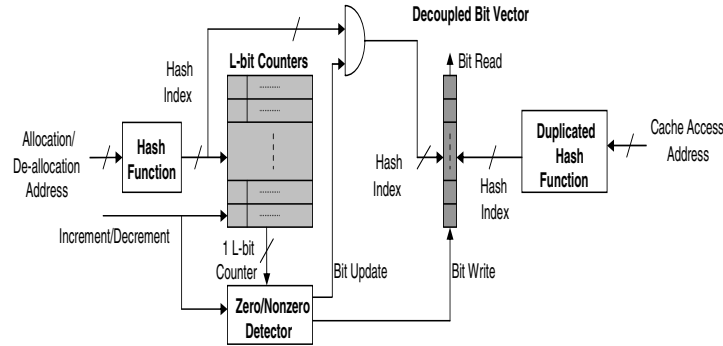 Decoupled Bit Vector
L-bit Counters
Bit Read
Hash
Index
Allocation/
De-allocation
Address
Hash
Function
Hash
Index
Hash
Index
Duplicated
Hash
Function
Cache Access
Address
Increment/Decrement
1 L-bit
Counter
Bit Update
Bit Write
Zero/Nonzero
Detector